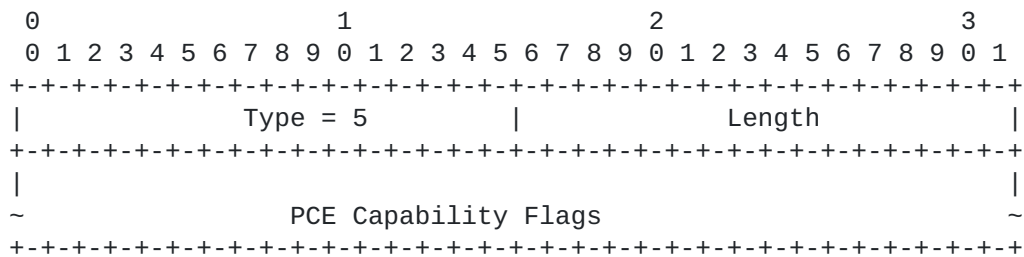 0                   1                   2                   3
 0 1 2 3 4 5 6 7 8 9 0 1 2 3 4 5 6 7 8 9 0 1 2 3 4 5 6 7 8 9 0 1
+-+-+-+-+-+-+-+-+-+-+-+-+-+-+-+-+-+-+-+-+-+-+-+-+-+-+-+-+-+-+-+-+
|              Type = 5         |             Length            |
+-+-+-+-+-+-+-+-+-+-+-+-+-+-+-+-+-+-+-+-+-+-+-+-+-+-+-+-+-+-+-+-+
|                                                               |
~                 PCE Capability Flags                          ~
+-+-+-+-+-+-+-+-+-+-+-+-+-+-+-+-+-+-+-+-+-+-+-+-+-+-+-+-+-+-+-+-+